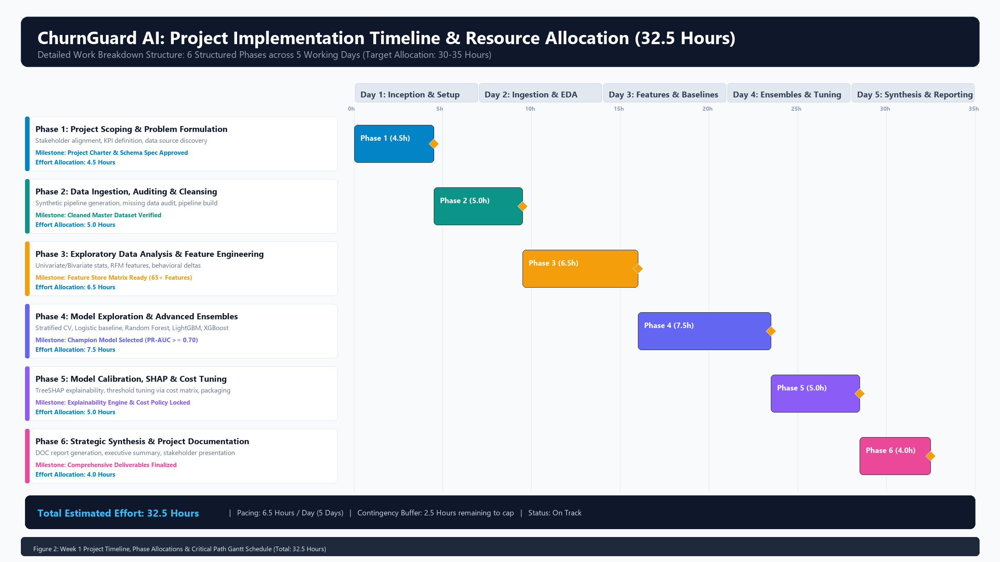 ChurnGuard AI: Project Implementation Timeline & Resource Allocation (32.5 Hours)
Detailed Work Breakdown Structure: 6 Structured Phases across 5 Working Days (Target Allocation: 30-35 Hours)
Day 1: Inception & Setup
Day 2: Ingestion & EDA
Day 3: Features & Baselines
Day 4: Ensembles & Tuning
Day 5: Synthesis & Reporting
0h
5h
10h
15h
20h
25h
30h
35h
Phase 1: Project Scoping & Problem Formulation
Stakeholder alignment, KPI definition, data source discovery
Milestone: Project Charter & Schema Spec Approved
Effort Allocation: 4.5 Hours
Phase 1 (4.5h)
Phase 2: Data Ingestion, Auditing & Cleansing
Synthetic pipeline generation, missing data audit, pipeline build
Milestone: Cleaned Master Dataset Verified
Effort Allocation: 5.0 Hours
Phase 2 (5.0h)
Phase 3: Exploratory Data Analysis & Feature Engineering
Univariate/Bivariate stats, RFM features, behavioral deltas
Milestone: Feature Store Matrix Ready (65+ Features)
Effort Allocation: 6.5 Hours
Phase 3 (6.5h)
Phase 4: Model Exploration & Advanced Ensembles
Stratified CV, Logistic baseline, Random Forest, LightGBM, XGBoost
Milestone: Champion Model Selected (PR-AUC >= 0.70)
Effort Allocation: 7.5 Hours
Phase 4 (7.5h)
Phase 5: Model Calibration, SHAP & Cost Tuning
TreeSHAP explainability, threshold tuning via cost matrix, packaging
Milestone: Explainability Engine & Cost Policy Locked
Effort Allocation: 5.0 Hours
Phase 5 (5.0h)
Phase 6: Strategic Synthesis & Project Documentation
DOC report generation, executive summary, stakeholder presentation
Milestone: Comprehensive Deliverables Finalized
Effort Allocation: 4.0 Hours
Phase 6 (4.0h)
Total Estimated Effort: 32.5 Hours | Pacing: 6.5 Hours / Day (5 Days) | Contingency Buffer: 2.5 Hours remaining to cap | Status: On Track
Figure 2: Week 1 Project Timeline, Phase Allocations & Critical Path Gantt Schedule (Total: 32.5 Hours)